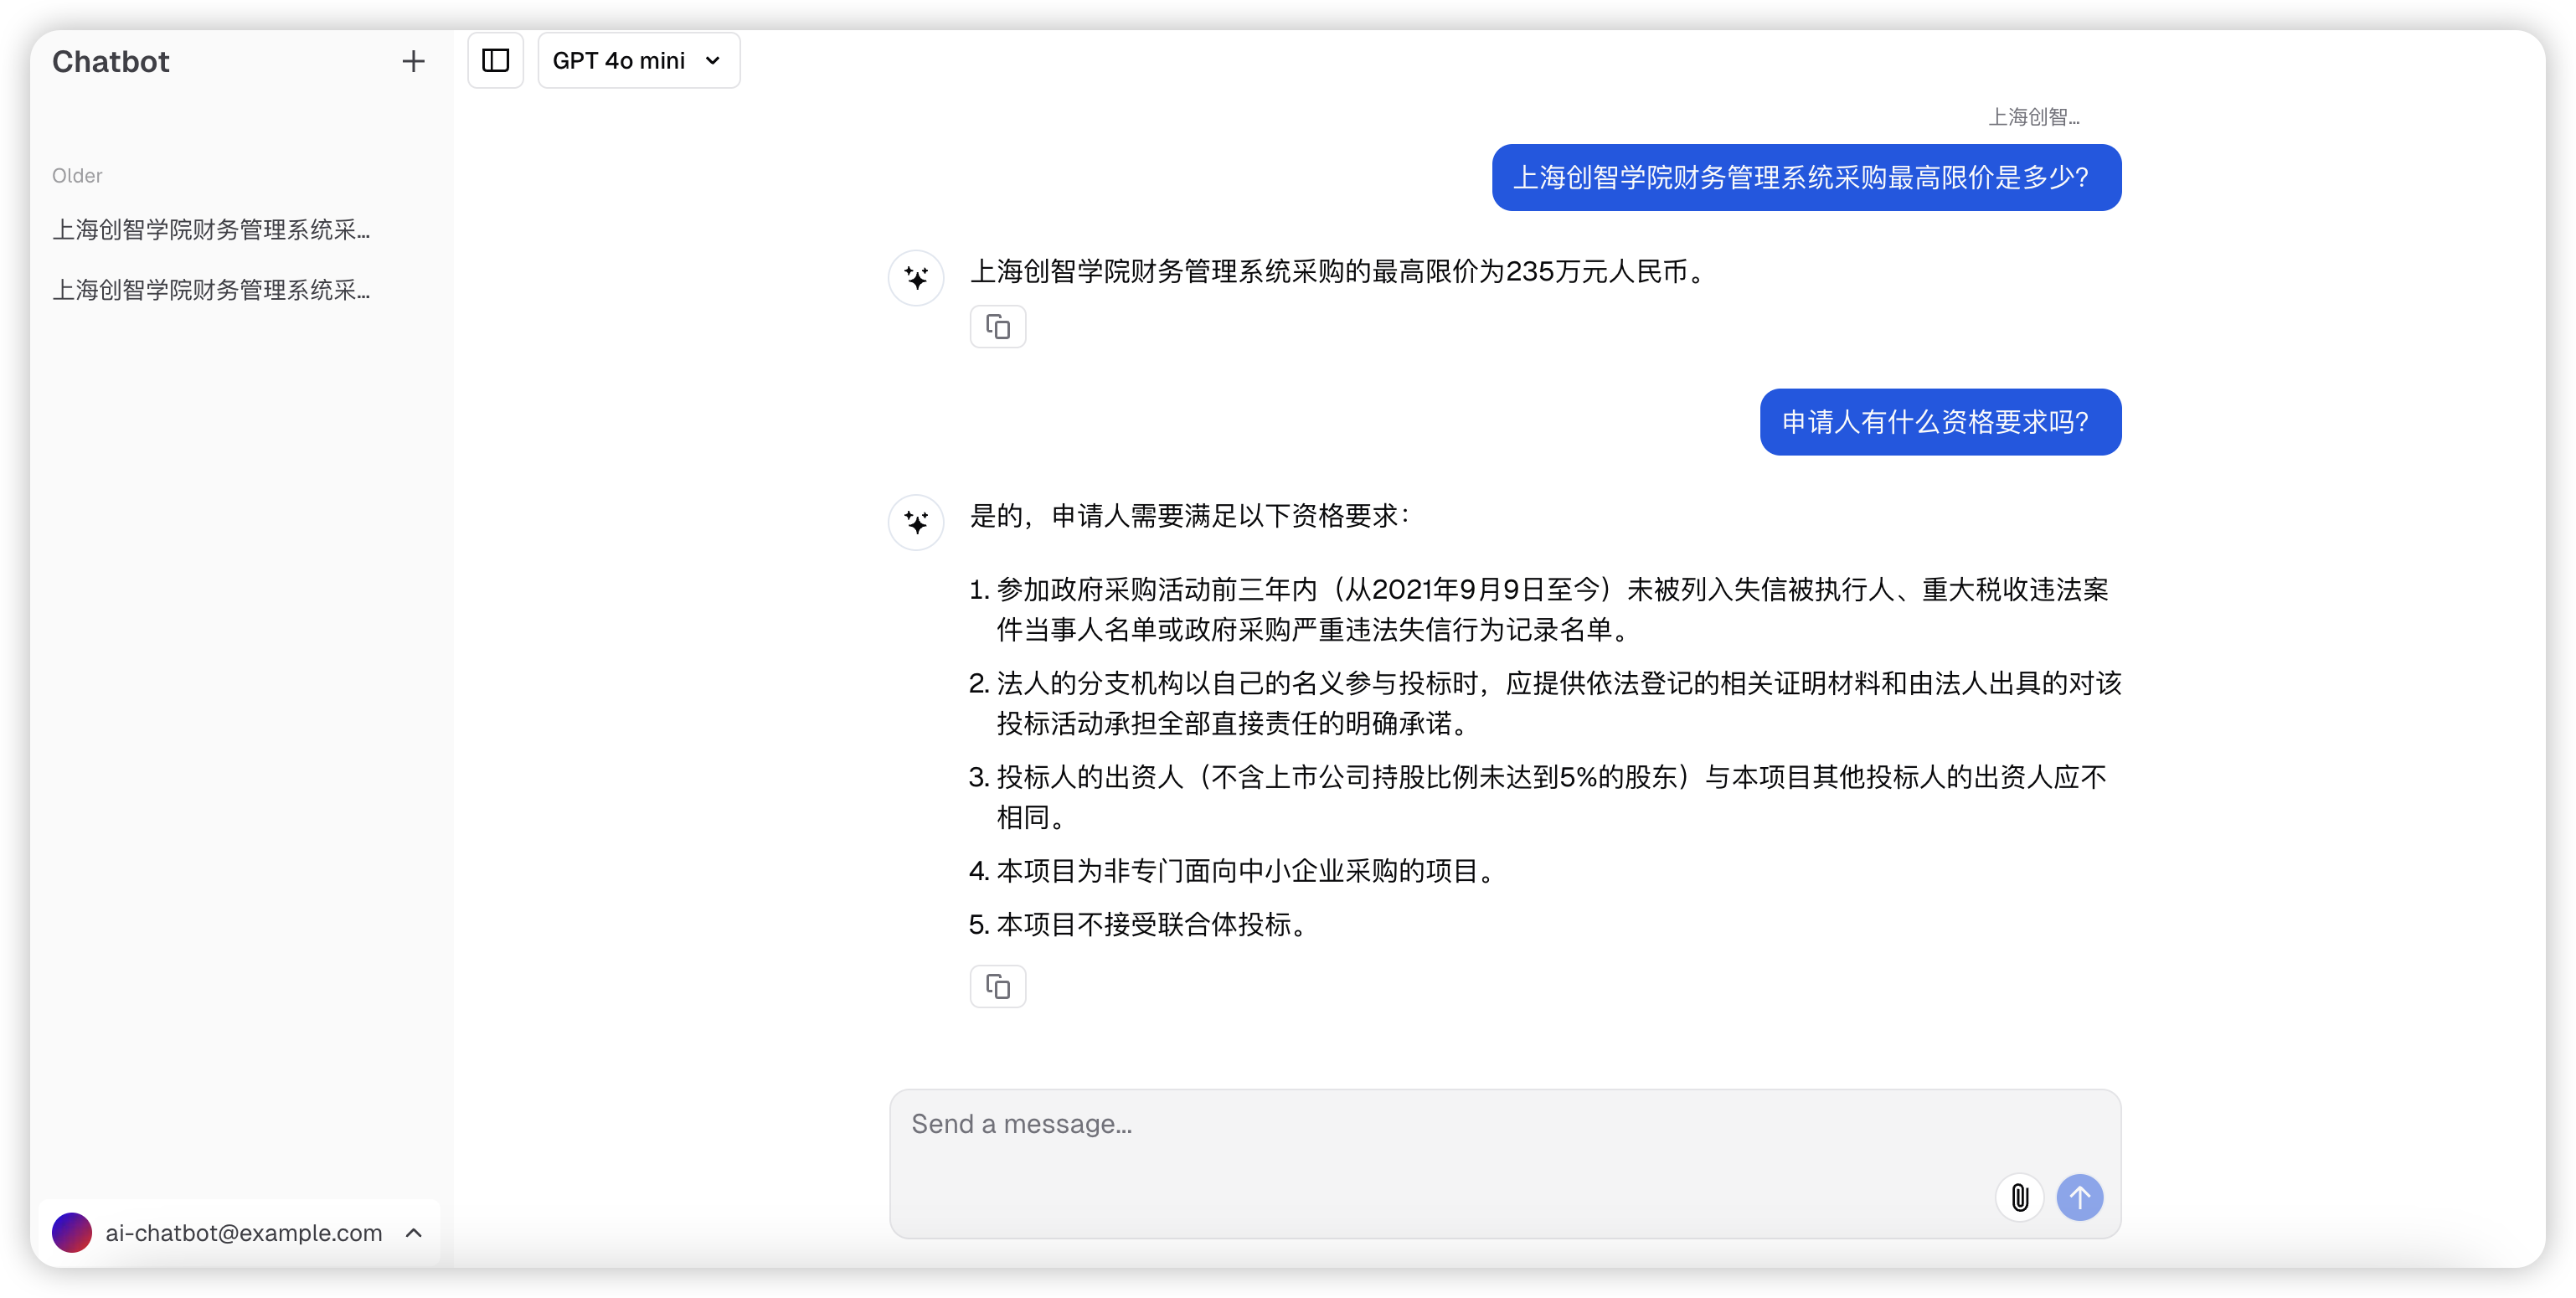 Chatbot
GPT 4o mini
Older
上海创智学院财务管理系统采...
上海创智学院财务管理系统采...
上海创智...
上海创智学院财务管理系统采购最高限价是多少？
上海创智学院财务管理系统采购的最高限价为235万元人民币。
申请人有什么资格要求吗？
是的，申请人需要满足以下资格要求：
1. 参加政府采购活动前三年内（从2021年9月9日至今）未被列入失信被执行人、重大税收违法案
件当事人名单或政府采购严重违法失信行为记录名单。
2. 法人的分支机构以自己的名义参与投标时，应提供依法登记的相关证明材料和由法人出具的对该
投标活动承担全部直接责任的明确承诺。
3. 投标人的出资人（不含上市公司持股比例未达到5%的股东）与本项目其他投标人的出资人应不
相同。
4. 本项目为非专门面向中小企业采购的项目。
5. 本项目不接受联合体投标。
Send a message...
ai-chatbot@example.com